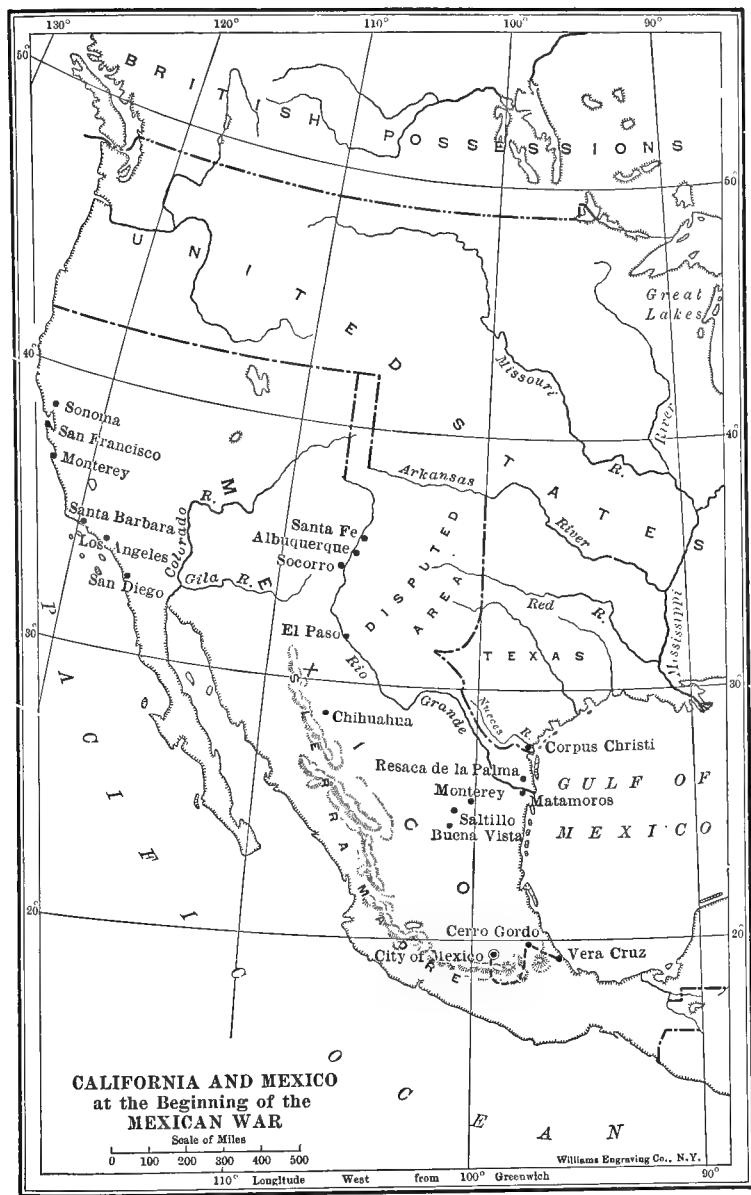 130°
120°
110°
100°
90°
50°
BRITISH POSSESSIONS
50°
UNITED STATES
Great
Lakes
40°
Missouri
R.
River
40°
Sonoma
San Francisco
Monterey
Arkansas
River
Santa Barbara
Los Angeles
San Diego
Colorado
R.
Gila R.
MEXICO
Santa Fe
Albuquerque
Socorro
DISPUTED
AREA
Red
R.
Mississippi
TEXAS
El Paso
30°
Rio
Grande
30°
Nueces
R.
Chihuahua
Corpus Christi
Resaca de la Palma
Monterey
Matamoros
Saltillo
Buena Vista
GULF OF
MEXICO
SIERRA MADRE
20°
20°
Cerro Gordo
City of Mexico
Vera Cruz
PACIFIC
OCEAN
CALIFORNIA AND MEXICO
at the Beginning of the
MEXICAN WAR
Scale of Miles
0 100 200 300 400 500
Williams Engraving Co., N.Y.
110° Longitude West from 100° Greenwich 90°